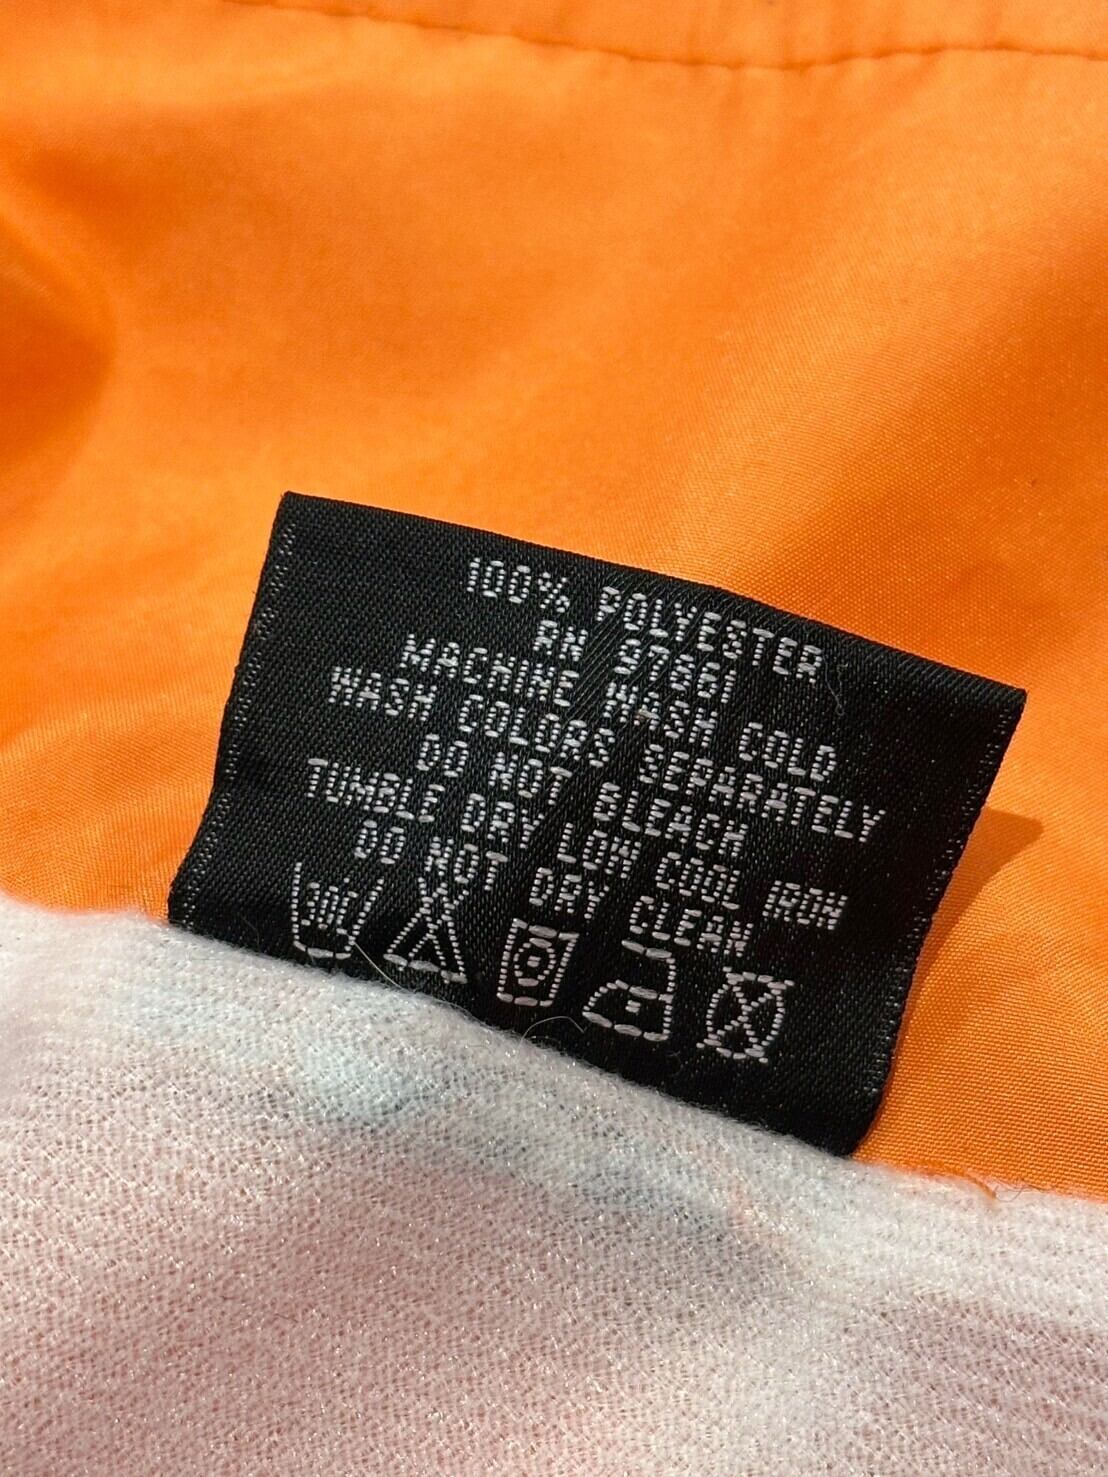 100% POLYESTER
RN 97861
MACHINE WASH COLD
WASH COLORS SEPARATELY
DO NOT BLEACH
TUMBLE DRY LOW COOL IRON
DO NOT DRY CLEAN